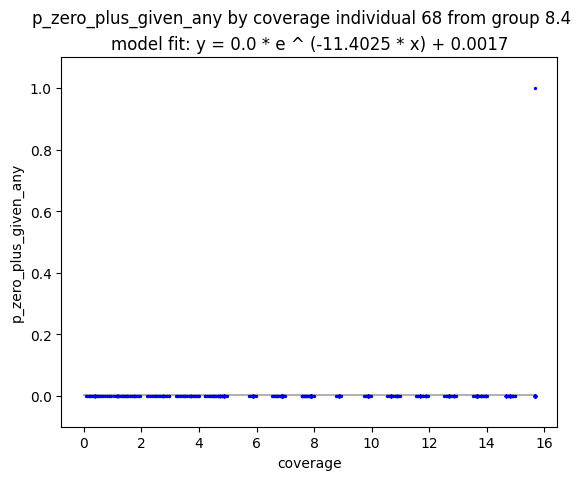 p_zero_plus_given_any by coverage individual 68 from group 8.4
model fit: y = 0.0 * e ^ (-11.4025 * x) + 0.0017
1.0
0.8
0.6
0.4
0.2
0.0
p_zero_plus_given_any
0 2 4 6 8 10 12 14 16
coverage